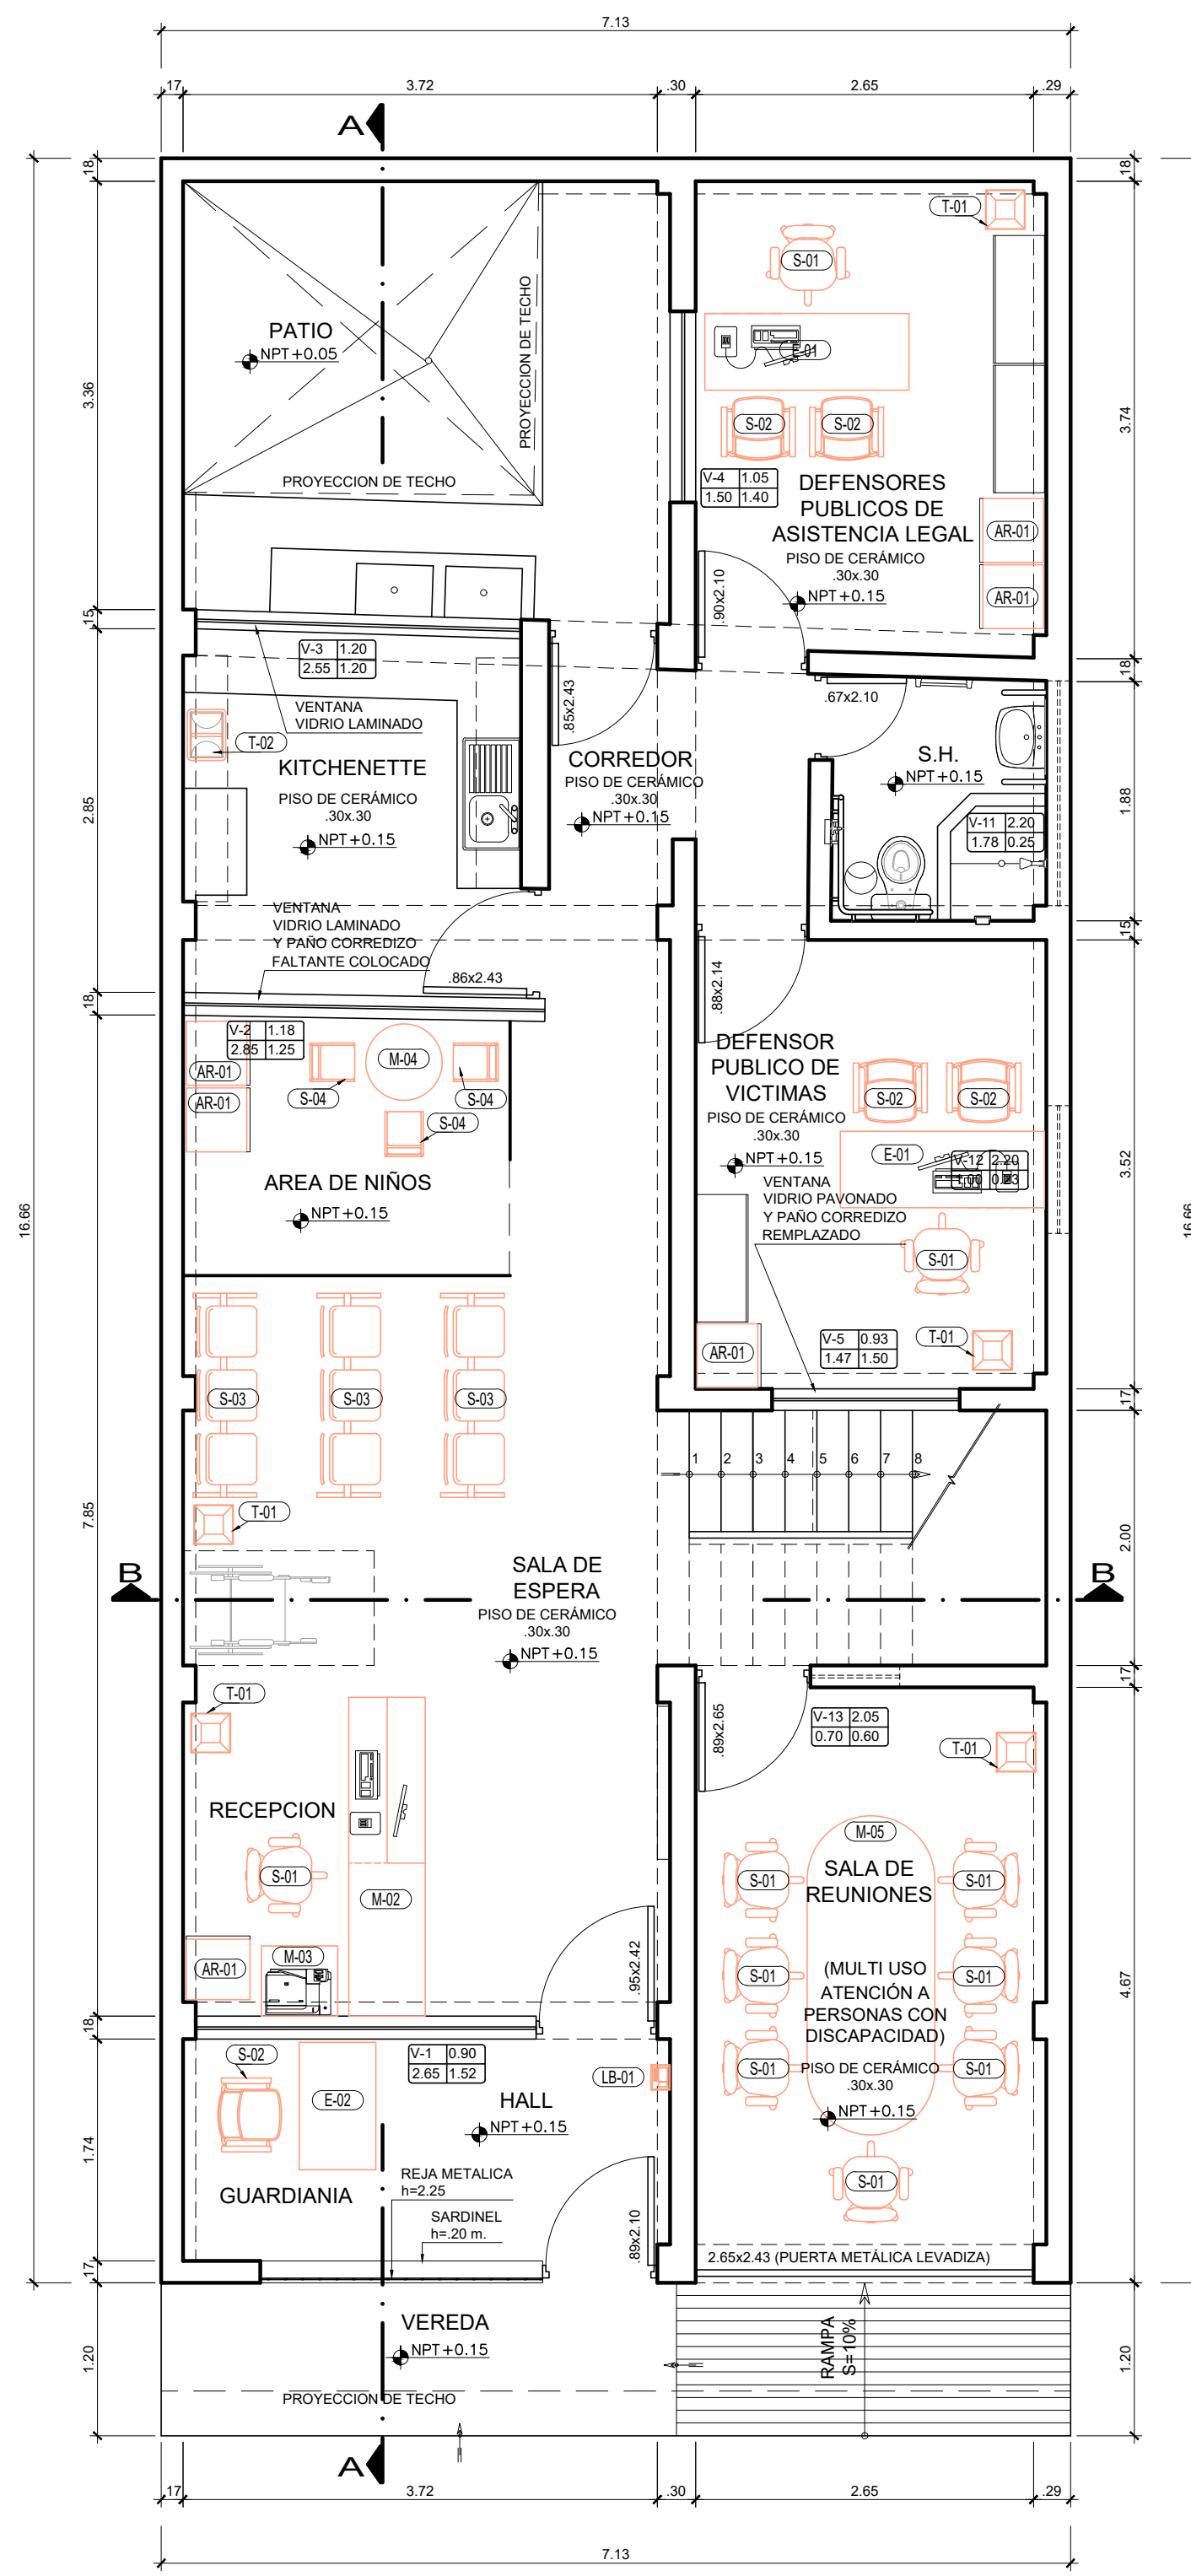 7.13
.17
3.72
.30
2.65
.29
A
.18
.18
T-01
S-01
PROYECCION DE TECHO
PATIO
NPT+0.05
E-01
3.36
3.74
S-02
S-02
PROYECCION DE TECHO
V-4 1.05
1.50 1.40
DEFENSORES
PUBLICOS DE
ASISTENCIA LEGAL
PISO DE CERÁMICO
.30x.30
NPT+0.15
AR-01
AR-01
.90x2.10
.15
V-3 1.20
2.55 1.20
.18
.85x2.43
.67x2.10
VENTANA
VIDRIO LAMINADO
T-02
KITCHENETTE
PISO DE CERÁMICO
.30x.30
NPT+0.15
CORREDOR
PISO DE CERÁMICO
.30x.30
NPT+0.15
S.H.
NPT+0.15
V-11 2.20
1.78 0.25
2.85
1.88
VENTANA
VIDRIO LAMINADO
Y PAÑO CORREDIZO
FALTANTE COLOCADO
.86x2.43
.15
.88x2.14
.18
V-2 1.18
2.85 1.25
AR-01
AR-01
M-04
S-04
S-04
S-04
DEFENSOR
PUBLICO DE
VICTIMAS
PISO DE CERÁMICO
.30x.30
NPT+0.15
S-02
S-02
E-01
V-12 2.20
1.00 0.23
3.52
AREA DE NIÑOS
NPT+0.15
VENTANA
VIDRIO PAVONADO
Y PAÑO CORREDIZO
REMPLAZADO
S-01
16.66
16.66
V-5 0.93
1.47 1.50
T-01
AR-01
S-03
S-03
S-03
.17
1 2 3 4 5 6 7 8
T-01
7.85
2.00
B
B
SALA DE
ESPERA
PISO DE CERÁMICO
.30x.30
NPT+0.15
.17
T-01
.89x2.65
V-13 2.05
0.70 0.60
T-01
RECEPCION
S-01
M-02
M-05
SALA DE
REUNIONES
S-01
S-01
AR-01
M-03
.95x2.42
(MULTI USO
ATENCIÓN A
PERSONAS CON
DISCAPACIDAD)
S-01
S-01
4.67
.18
S-02
E-02
V-1 0.90
2.65 1.52
LB-01
HALL
NPT+0.15
S-01
S-01
PISO DE CERÁMICO
.30x.30
NPT+0.15
1.74
GUARDIANIA
REJA METALICA
h=2.25
SARDINEL
h=.20 m.
.89x2.10
S-01
2.65x2.43 (PUERTA METÁLICA LEVADIZA)
.17
VEREDA
NPT+0.15
RAMPA
S=10%
1.20
1.20
PROYECCION DE TECHO
A
.17
3.72
.30
2.65
.29
7.13